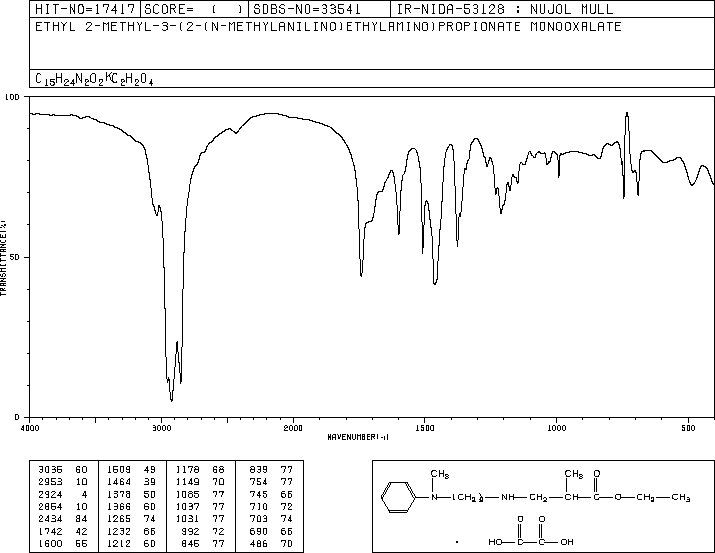 HIT-NO=17417 SCORE= ( ) SDBS-NO=33541 IR-NIDA-53128 : NUJOL MULL
ETHYL 2-METHYL-3-(2-(N-METHYLANILINO)ETHYLAMINO)PROPIONATE MONOOXALATE
C15H24N2O2*C2H2O4
100
50
0
TRANSMITTANCE(%)
4000 3000 2000 1500 1000 500
WAVENUMBER(-1)
3035 60 1509 49 1178 68 839 77
2953 10 1464 39 1149 70 754 77
2924 4 1378 50 1085 77 745 66
2854 10 1366 60 1037 77 710 72
2434 84 1265 74 1031 77 703 74
1742 42 1232 66 992 72 690 66
1600 55 1212 60 845 77 486 70
CH3 CH3 O
N (CH2)2 NH CH2 C O CH2 CH3
O O
HO C C OH